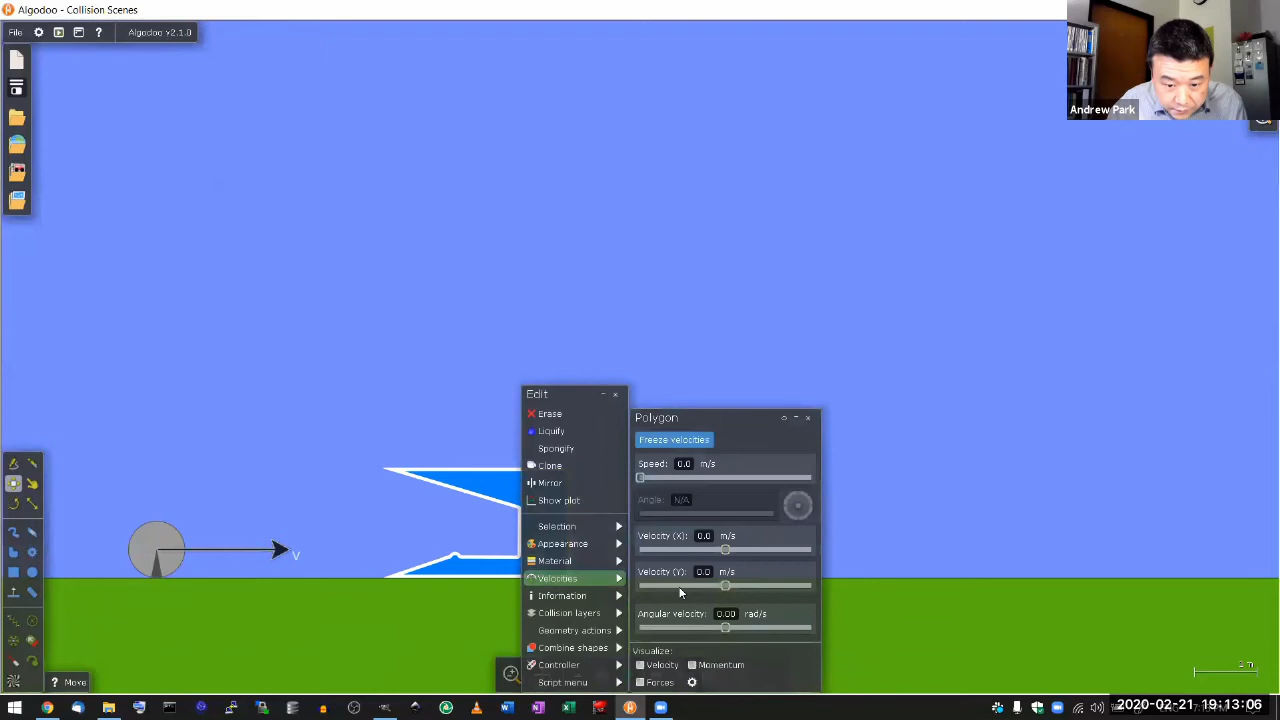 Algodoo - Collision Scenes
File ? Algodoo v2.1.0
Andrew Park
v
Edit
Erase
Liquify
Spongify
Clone
Mirror
Show plot
Selection
Appearance
Material
Velocities
Information
Collision layers
Geometry actions
Combine shapes
Controller
Script menu
Polygon
Freeze velocities
Speed: 0.0 m/s
Angle: N/A
Velocity (X): 0.0 m/s
Velocity (Y): 0.0 m/s
Angular velocity: 0.00 rad/s
Visualize:
Velocity Momentum
Forces
1 m
? Move
2020-02-21 19:13:06